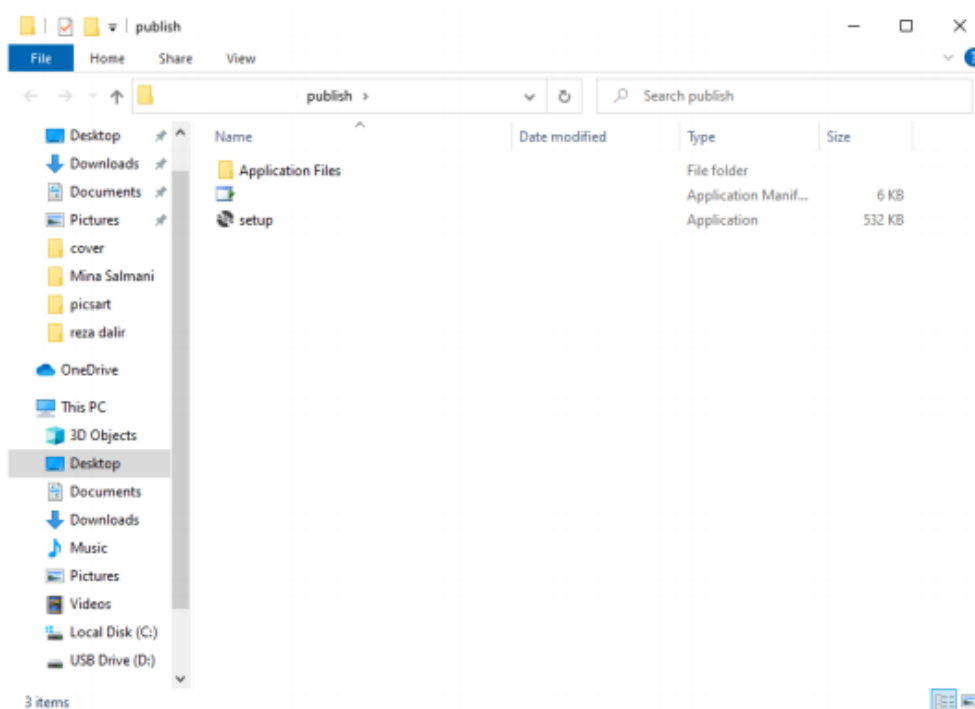 publish
File Home Share View
publish
Search publish
Name Date modified Type Size
Application Files File folder
Application Manif... 6 KB
setup Application 532 KB
Desktop
Downloads
Documents
Pictures
cover
Mina Salmani
picsart
reza dalir
OneDrive
This PC
3D Objects
Desktop
Documents
Downloads
Music
Pictures
Videos
Local Disk (C:)
USB Drive (D:)
3 items